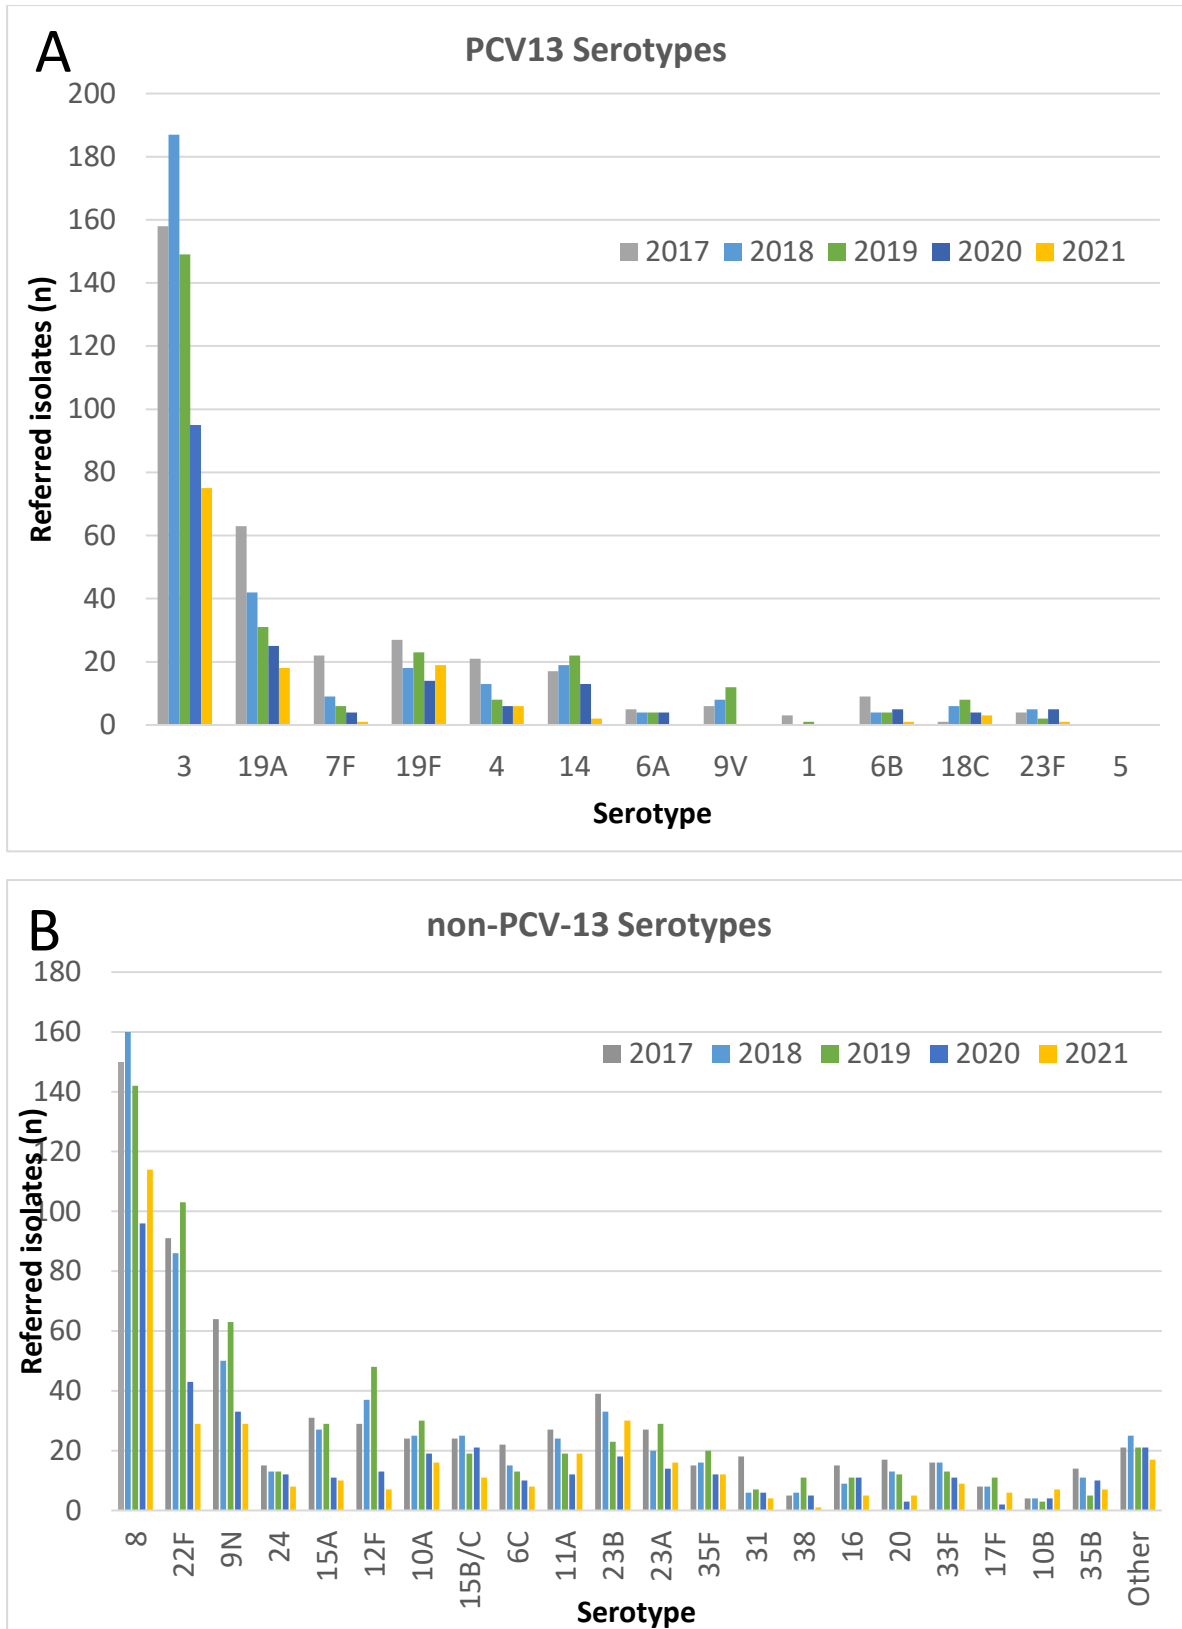 A
PCV13 Serotypes
200
180
160
140
120
100
80
60
40
20
0
Referred isolates (n)
2017 2018 2019 2020 2021
3 19A 7F 19F 4 14 6A 9V 1 6B 18C 23F 5
Serotype
B
non-PCV-13 Serotypes
180
160
140
120
100
80
60
40
20
0
Referred isolates (n)
2017 2018 2019 2020 2021
8 22F 9N 24 15A 12F 10A 15B/C 6C 11A 23B 23A 35F 31 38 16 20 33F 17F 10B 35B Other
Serotype